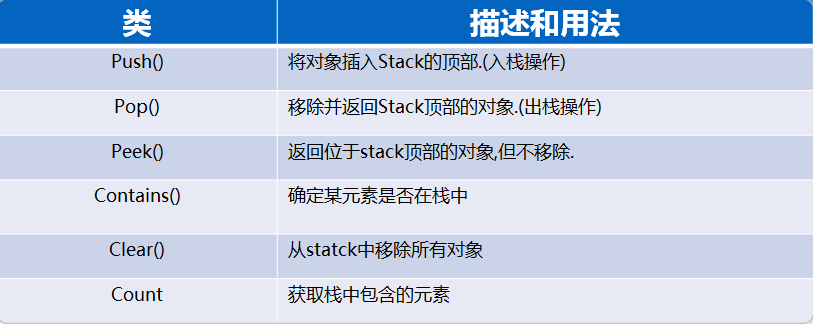 类 描述和用法
Push() 将对象插入Stack的顶部.(入栈操作)
Pop() 移除并返回Stack顶部的对象.(出栈操作)
Peek() 返回位于stack顶部的对象,但不移除.
Contains() 确定某元素是否在栈中
Clear() 从statck中移除所有对象
Count 获取栈中包含的元素